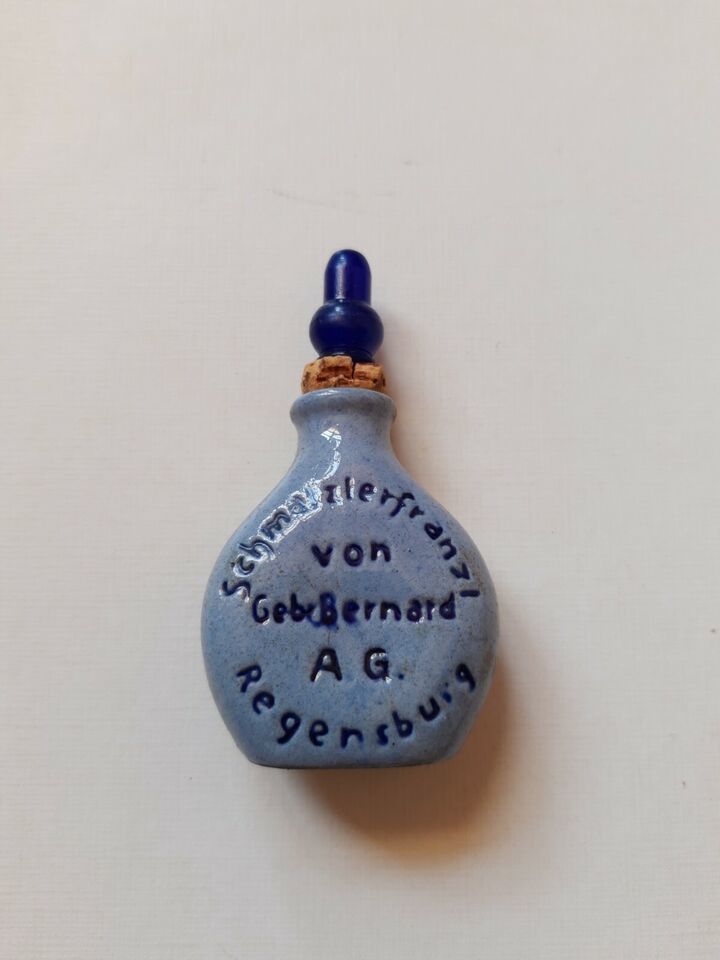 Schmalzlerfranzl
von
Gebr. Bernard
A G.
Regensburg